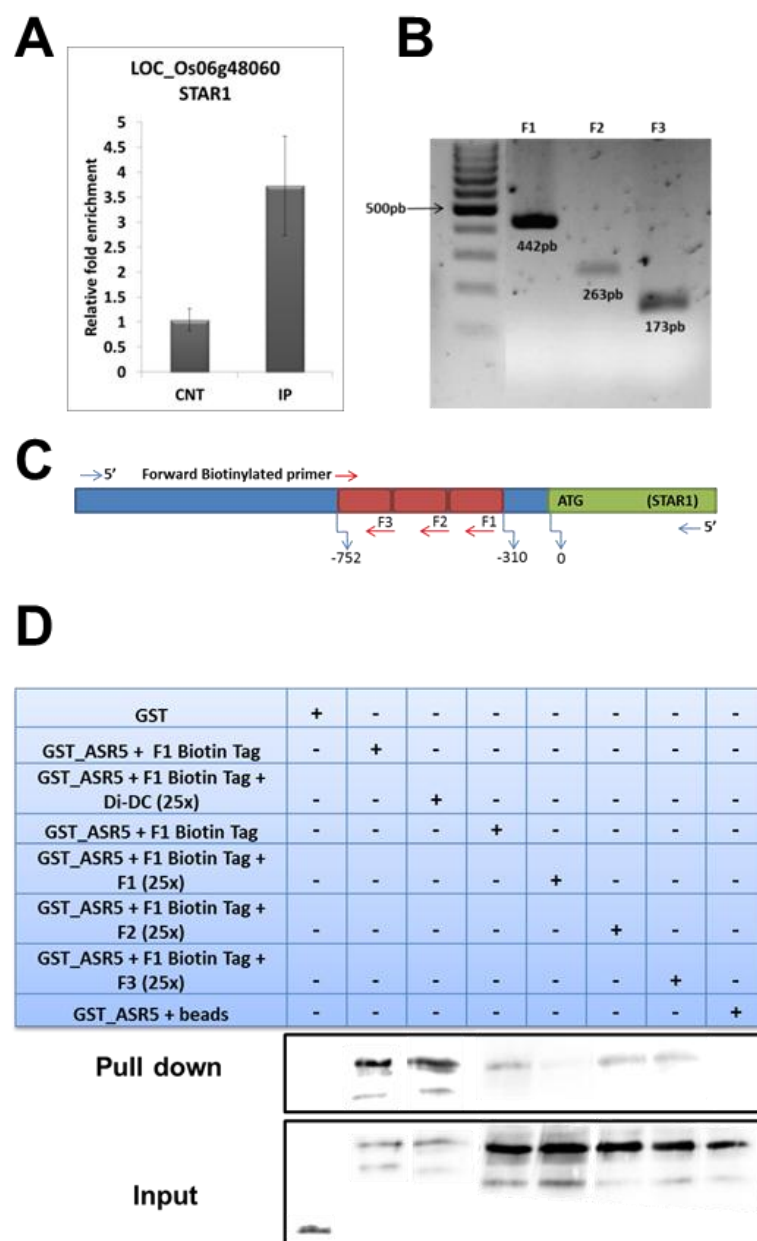 A
LOC_Os06g48060
STAR1
Relative fold enrichment
5
4.5
4
3.5
3
2.5
2
1.5
1
0.5
0
CNT IP
B
F1 F2 F3
500pb
442pb
263pb
173pb
C
5' Forward Biotinylated primer
ATG (STAR1)
F3 F2 F1 5'
-752 -310 0
D
GST + - - - - - - -
GST_ASR5 + F1 Biotin Tag - + - - - - - -
GST_ASR5 + F1 Biotin Tag +
Di-DC (25x) - - + - - - - -
GST_ASR5 + F1 Biotin Tag - - - + - - - -
GST_ASR5 + F1 Biotin Tag +
F1 (25x) - - - - + - - -
GST_ASR5 + F1 Biotin Tag +
F2 (25x) - - - - - + - -
GST_ASR5 + F1 Biotin Tag +
F3 (25x) - - - - - - + -
GST_ASR5 + beads - - - - - - - +
Pull down
Input